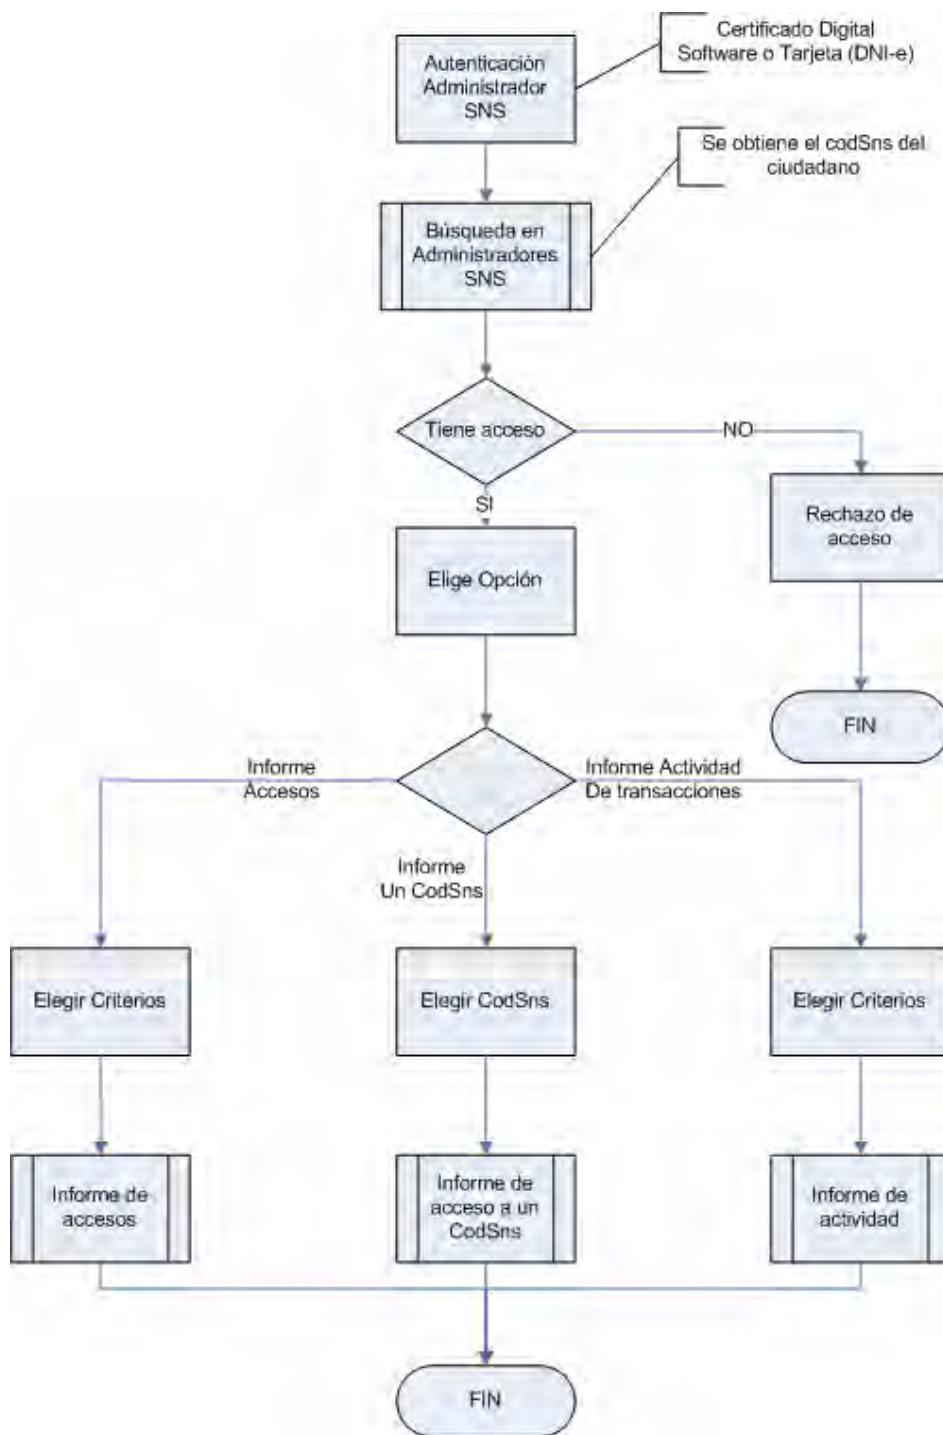 Certificado Digital
Software o Tarjeta (DNI-e)
Autenticación
Administrador
SNS
Se obtiene el codSns del
ciudadano
Búsqueda en
Administradores
SNS
Tiene acceso
NO
SI
Rechazo de
acceso
Elige Opción
FIN
Informe
Accesos
Informe Actividad
De transacciones
Informe
Un CodSns
Elegir Criterios
Elegir CodSns
Elegir Criterios
Informe de
accesos
Informe de
acceso a un
CodSns
Informe de
actividad
FIN